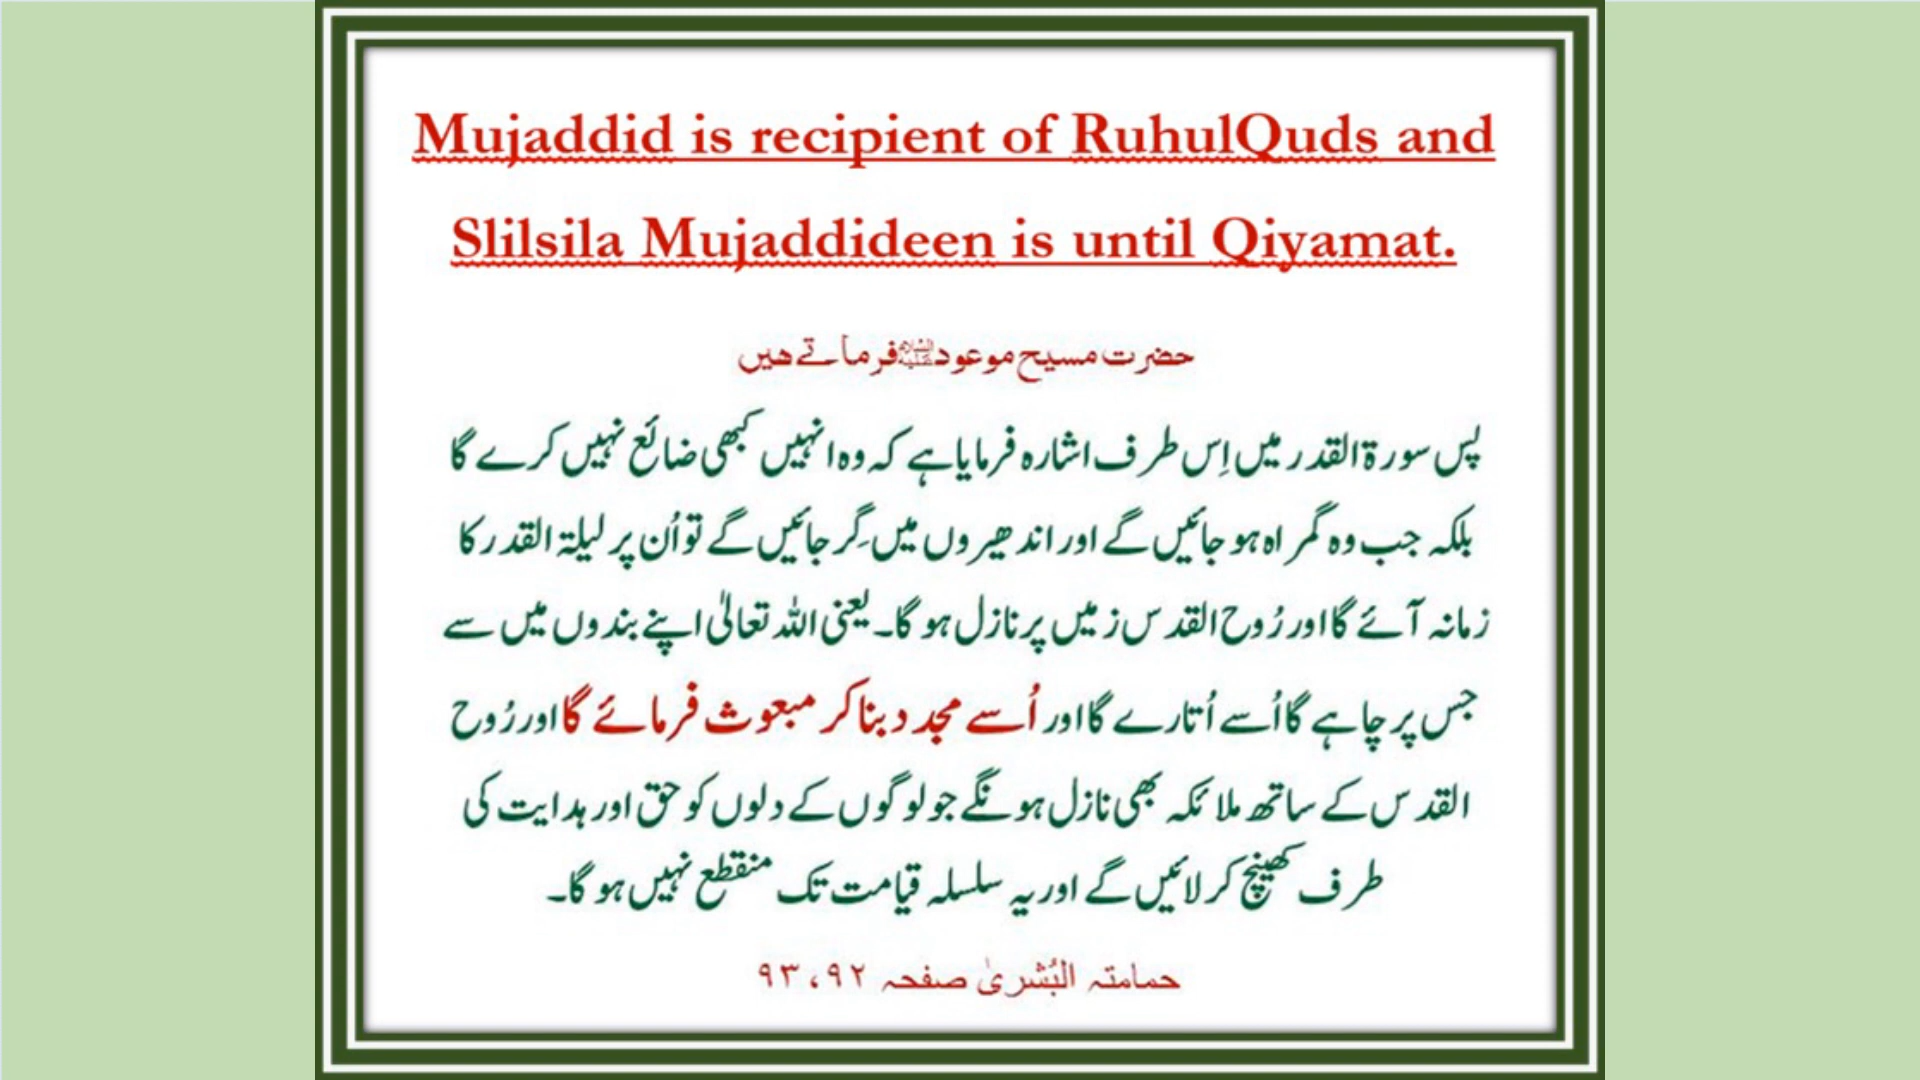 Mujaddid is recipient of RuhulQuds and
Slilsila Mujaddideen is until Qiyamat.
حضرت مسیح موعود علیہ السلام فرماتے ہیں
پس سورۃ القدر میں اِس طرف اشارہ فرمایا ہے کہ وہ انہیں کبھی ضائع نہیں کرے گا
بلکہ جب وہ گمراہ ہو جائیں گے اور اندھیروں میں گِر جائیں گے تو اُن پر لیلۃ القدر کا
زمانہ آئے گا اور رُوح القدس زمیں پر نازل ہو گا۔ یعنی اللہ تعالیٰ اپنے بندوں میں سے
جس پر چاہے گا اُسے اُتارے گا اور اُسے مجدد بنا کر مبعوث فرمائے گا اور رُوح
القدس کے ساتھ ملائکہ بھی نازل ہونگے جو لوگوں کے دلوں کو حق اور ہدایت کی
طرف کھینچ کر لائیں گے اور یہ سلسلہ قیامت تک منقطع نہیں ہو گا۔
حمامتہ البُشریٰ صفحہ ۹۲، ۹۳